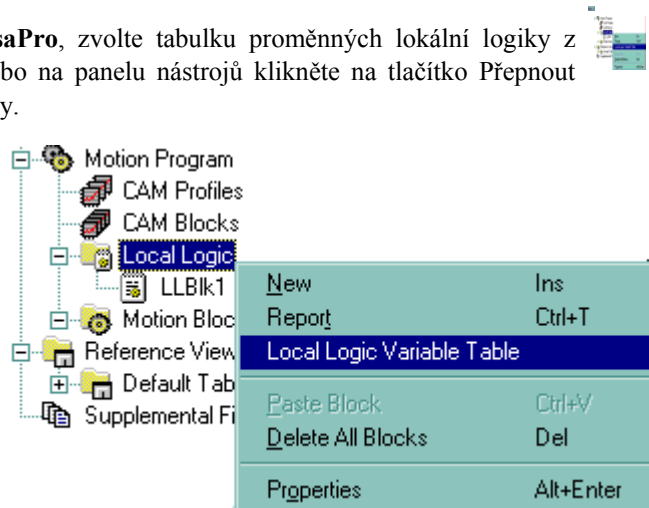 saPro, zvolte tabulku proměnných lokální logiky z
bo na panelu nástrojů klikněte na tlačítko Přepnout
y.
Motion Program
CAM Profiles
CAM Blocks
Local Logic
LLBlk1
Motion Bloc
Reference View
Default Tab
Supplemental Fi
New Ins
Report Ctrl+T
Local Logic Variable Table
Paste Block Ctrl+V
Delete All Blocks Del
Properties Alt+Enter